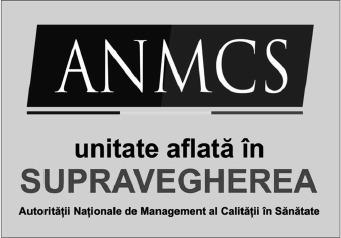 ANMCS
unitate aflată în
SUPRAVEGHEREA
Autorității Naționale de Management al Calității în Sănătate